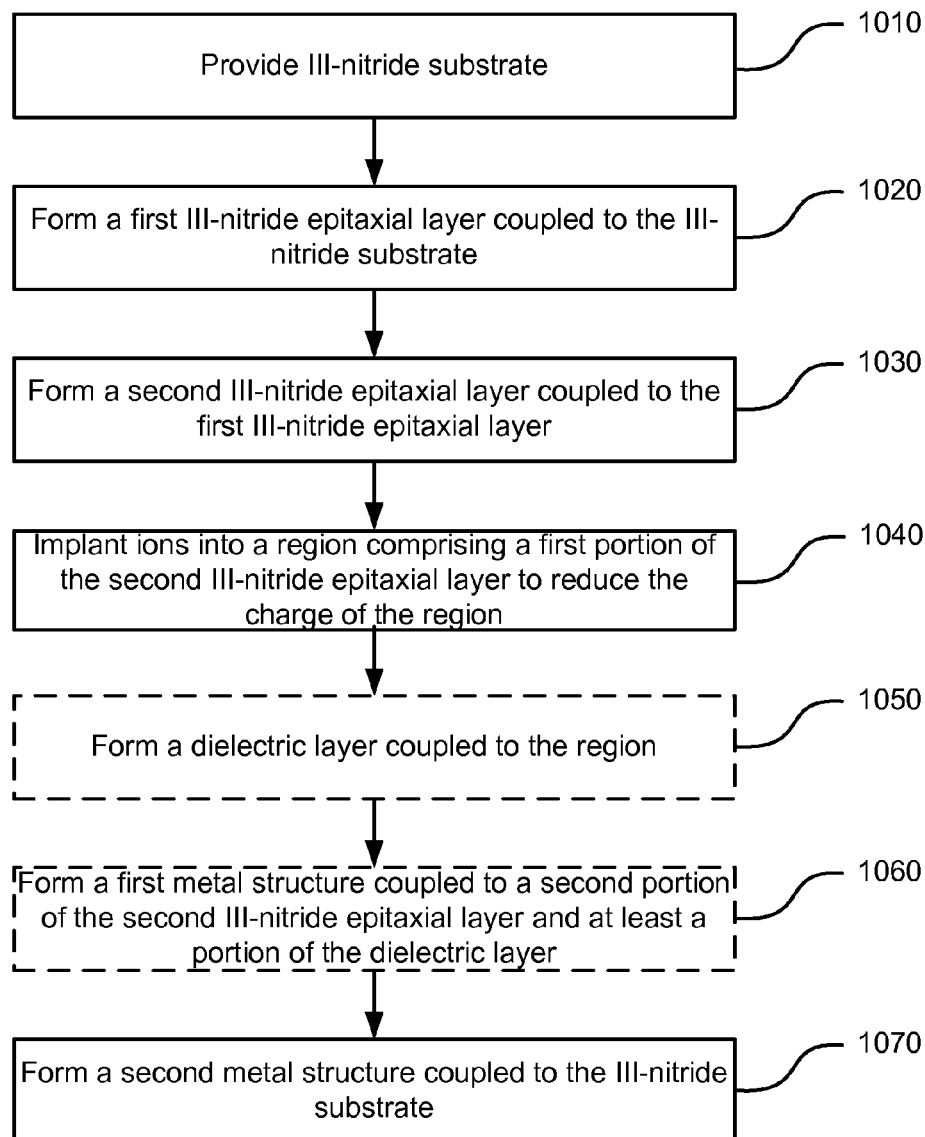 Provide III-nitride substrate
1010
Form a first III-nitride epitaxial layer coupled to the III-
nitride substrate
1020
Form a second III-nitride epitaxial layer coupled to the
first III-nitride epitaxial layer
1030
Implant ions into a region comprising a first portion of
the second III-nitride epitaxial layer to reduce the
charge of the region
1040
Form a dielectric layer coupled to the region
1050
Form a first metal structure coupled to a second portion
of the second III-nitride epitaxial layer and at least a
portion of the dielectric layer
1060
Form a second metal structure coupled to the III-nitride
substrate
1070